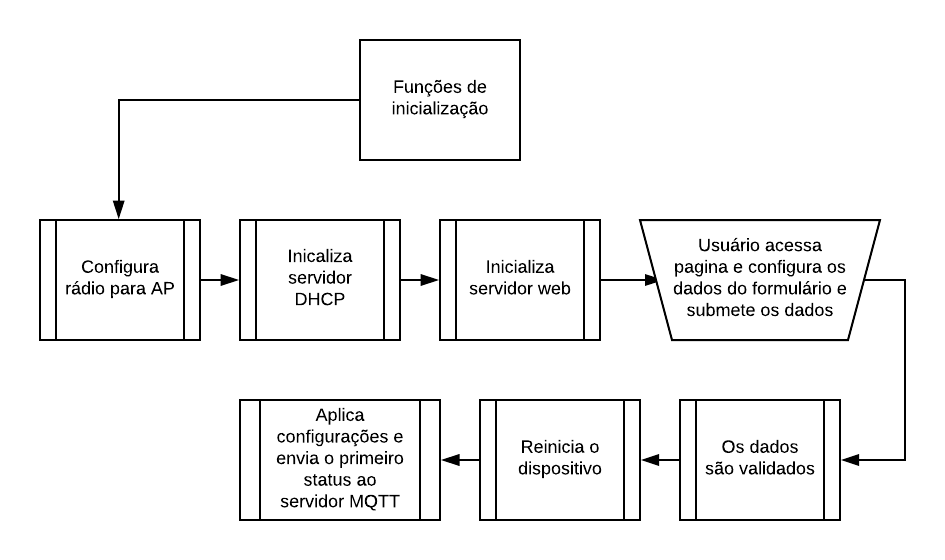 Funções de
inicialização
Configura
rádio para AP
Inicaliza
servidor
DHCP
Inicializa
servidor web
Usuário acessa
pagina e configura os
dados do formulário e
submete os dados
Os dados
são validados
Reinicia o
dispositivo
Aplica
configurações e
envia o primeiro
status ao
servidor MQTT